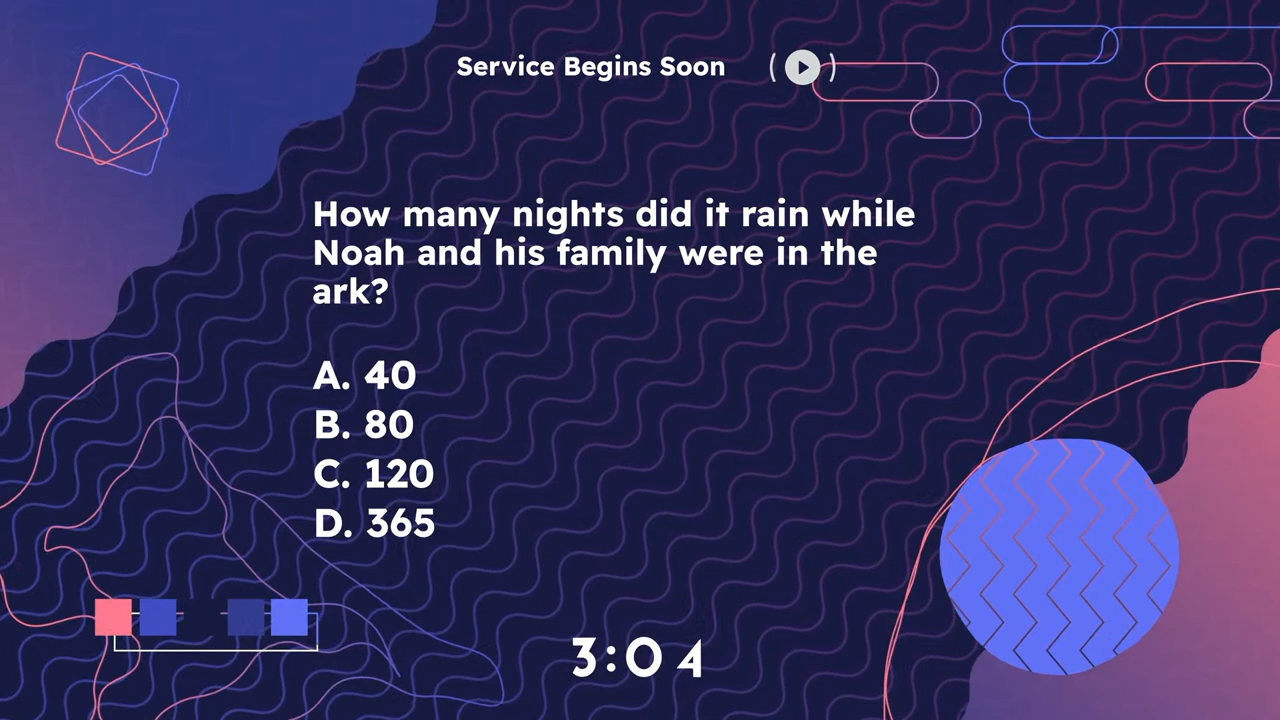 Service Begins Soon
How many nights did it rain while
Noah and his family were in the
ark?
A. 40
B. 80
C. 120
D. 365
3:04